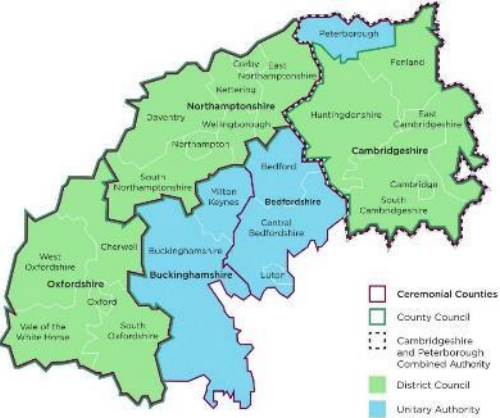 Peterborough
Fenland
Corby
East
Northamptonshire
Kettering
Northamptonshire
Huntingdonshire
East
Cambridgeshire
Daventry
Wellingborough
Cambridgeshire
Northampton
Bedford
South
Northamptonshire
Milton
Keynes
Bedfordshire
Cambridge
South
Cambridgeshire
Central
Bedfordshire
Cherwell
Buckinghamshire
West
Oxfordshire
Buckinghamshire
Luton
Oxfordshire
Oxford
Vale of the
White Horse
South
Oxfordshire
Ceremonial Counties
County Council
Cambridgeshire
and Peterborough
Combined Authority
District Council
Unitary Authority